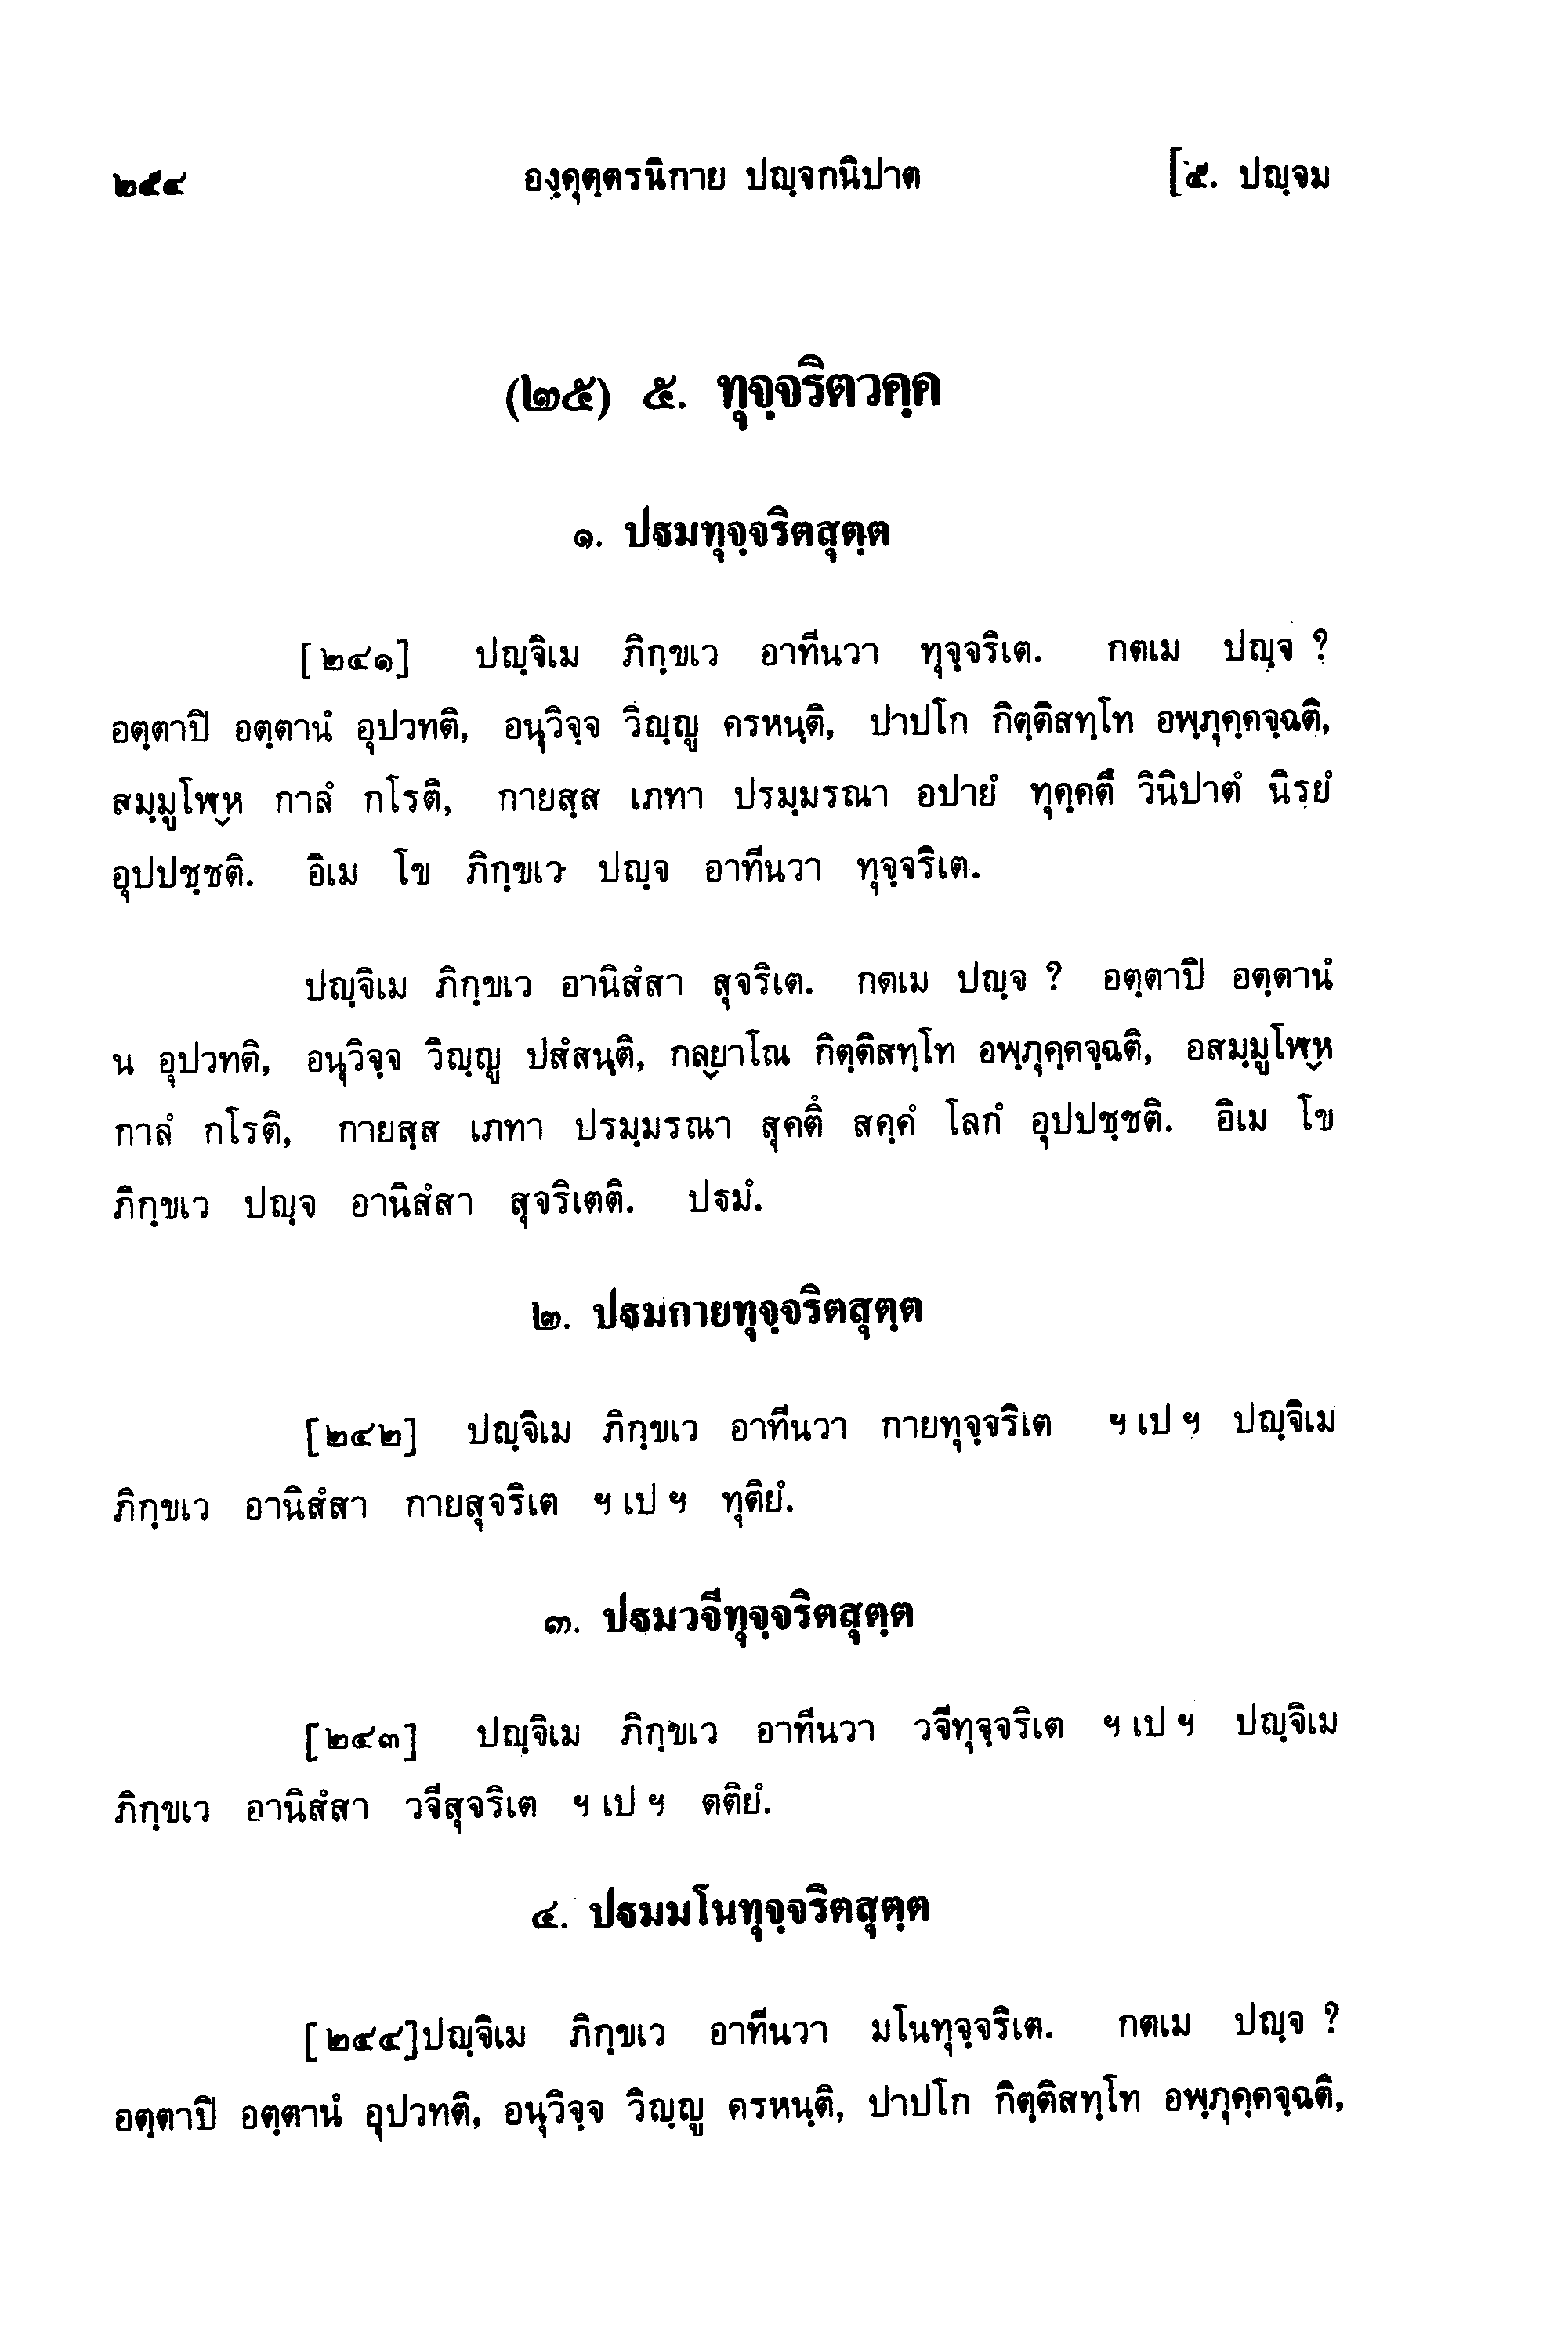 ๒๕๔ องฺคุตฺตรนิกาย ปญฺจกนิปาต [๕. ปญฺจม
(๒๕) ๕. ทุจฺจริตวคฺค
๑. ปฐมทุจฺจริตสุตฺต
[๒๔๑] ปญฺจิเม ภิกฺขเว อาทีนวา ทุจฺจริเต. กตเม ปญฺจ ?
อตฺตาปิ อตฺตานํ อุปวทติ, อนุวิจฺจ วิญฺญู ครหนฺติ, ปาปโก กิตฺติสทฺโท อพฺภุคฺคจฺฉติ,
สมฺมูโฬฺห กาลํ กโรติ, กายสฺส เภทา ปรมฺมรณา อปายํ ทุคฺคตึ วินิปาตํ นิรยํ
อุปปชฺชติ. อิเม โข ภิกฺขเว ปญฺจ อาทีนวา ทุจฺจริเต.
ปญฺจิเม ภิกฺขเว อานิสํสา สุจริเต. กตเม ปญฺจ ? อตฺตาปิ อตฺตานํ
น อุปวทติ, อนุวิจฺจ วิญฺญู ปสํสนฺติ, กลฺยาโณ กิตฺติสทฺโท อพฺภุคฺคจฺฉติ, อสมฺมูโฬฺห
กาลํ กโรติ, กายสฺส เภทา ปรมฺมรณา สุคตึ สคฺคํ โลกํ อุปปชฺชติ. อิเม โข
ภิกฺขเว ปญฺจ อานิสํสา สุจริเตติ. ปฐมํ.
๒. ปฐมกายทุจฺจริตสุตฺต
[๒๔๒] ปญฺจิเม ภิกฺขเว อาทีนวา กายทุจฺจริเต ฯ เป ฯ ปญฺจิเม
ภิกฺขเว อานิสํสา กายสุจริเต ฯ เป ฯ ทุติยํ.
๓. ปฐมวจีทุจฺจริตสุตฺต
[๒๔๓] ปญฺจิเม ภิกฺขเว อาทีนวา วจีทุจฺจริเต ฯ เป ฯ ปญฺจิเม
ภิกฺขเว อานิสํสา วจีสุจริเต ฯ เป ฯ ตติยํ.
๔. ปฐมมโนทุจฺจริตสุตฺต
[๒๔๔]ปญฺจิเม ภิกฺขเว อาทีนวา มโนทุจฺจริเต. กตเม ปญฺจ ?
อตฺตาปิ อตฺตานํ อุปวทติ, อนุวิจฺจ วิญฺญู ครหนฺติ, ปาปโก กิตฺติสทฺโท อพฺภุคฺคจฺฉติ,